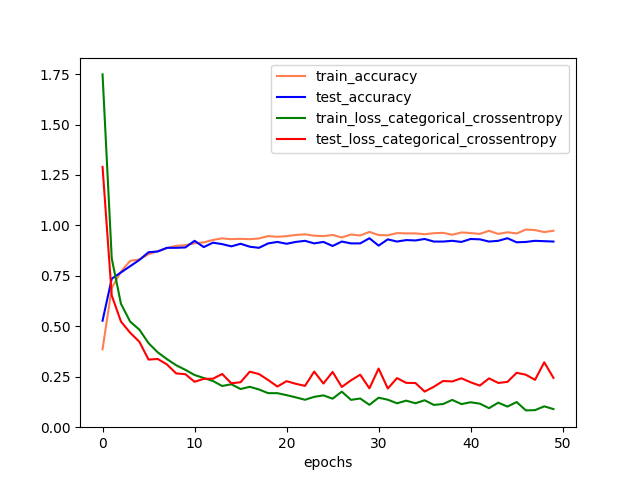 train_accuracy
test_accuracy
train_loss_categorical_crossentropy
test_loss_categorical_crossentropy
1.75
1.50
1.25
1.00
0.75
0.50
0.25
0.00
0 10 20 30 40 50
epochs